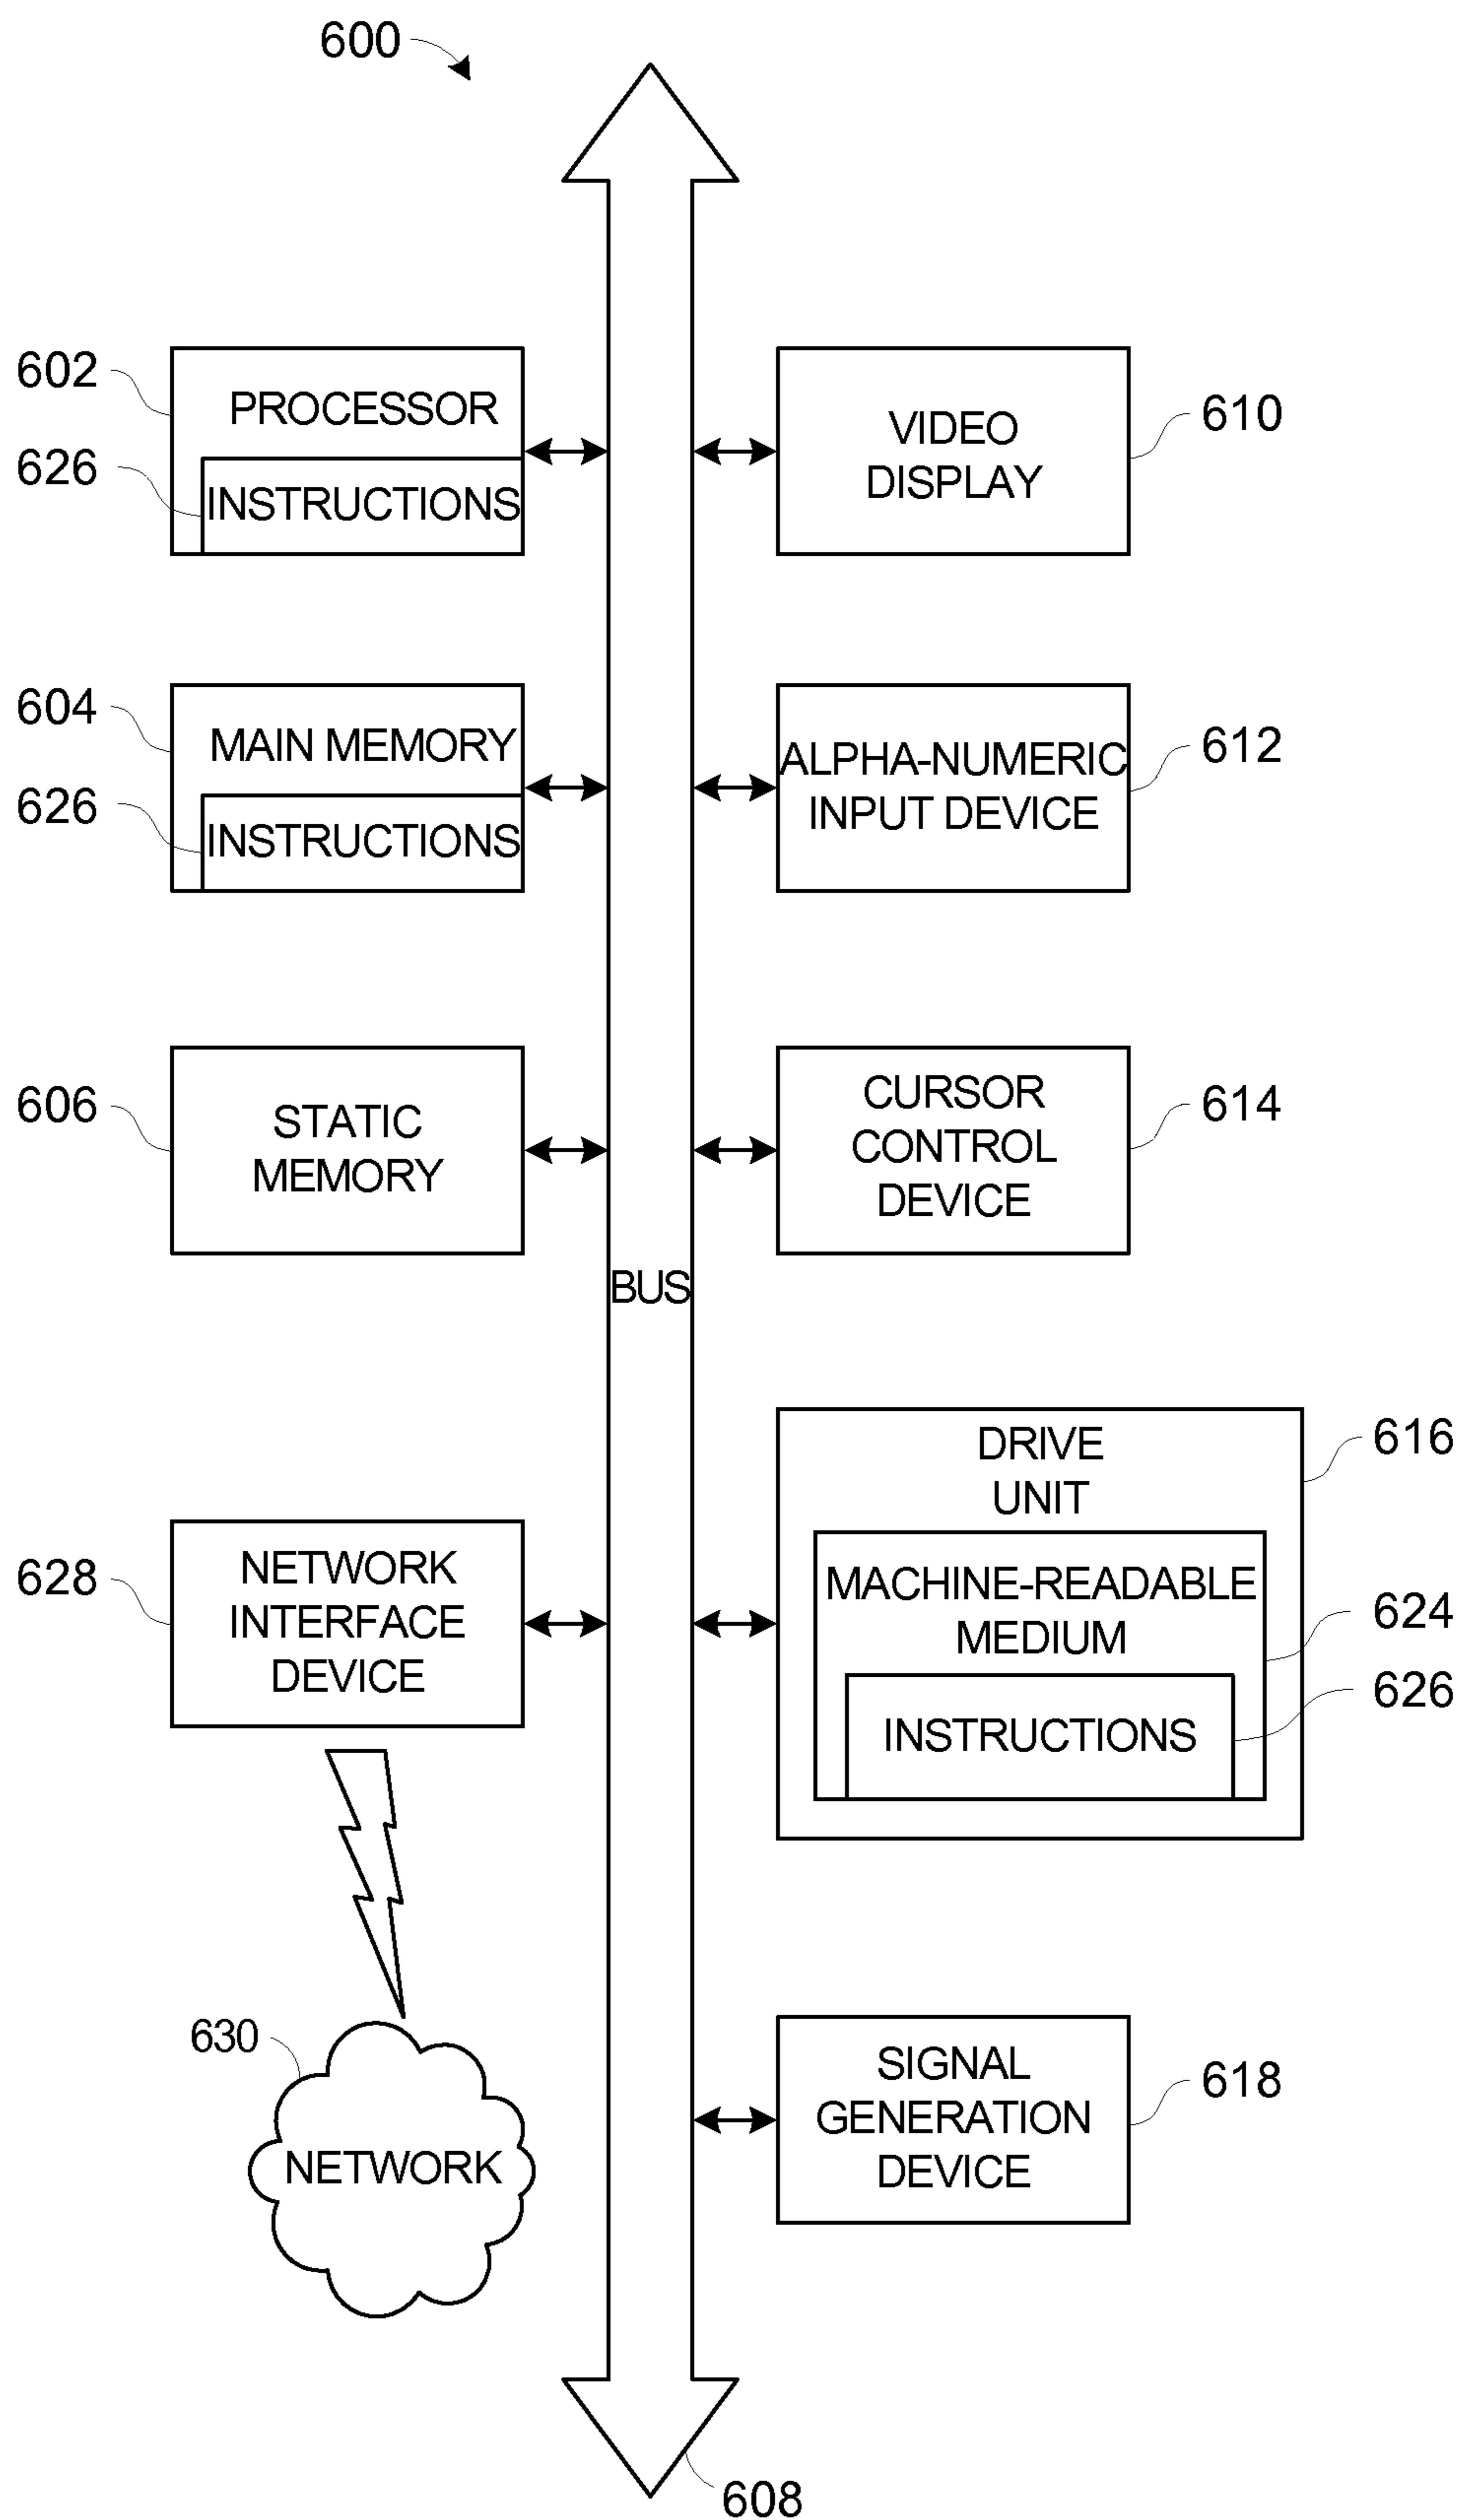 600
602
PROCESSOR
626
INSTRUCTIONS
VIDEO
DISPLAY
610
604
MAIN MEMORY
626
INSTRUCTIONS
ALPHA-NUMERIC
INPUT DEVICE
612
606
STATIC
MEMORY
CURSOR
CONTROL
DEVICE
614
BUS
628
NETWORK
INTERFACE
DEVICE
DRIVE
UNIT
616
MACHINE-READABLE
MEDIUM
624
INSTRUCTIONS
626
630
NETWORK
SIGNAL
GENERATION
DEVICE
618
608